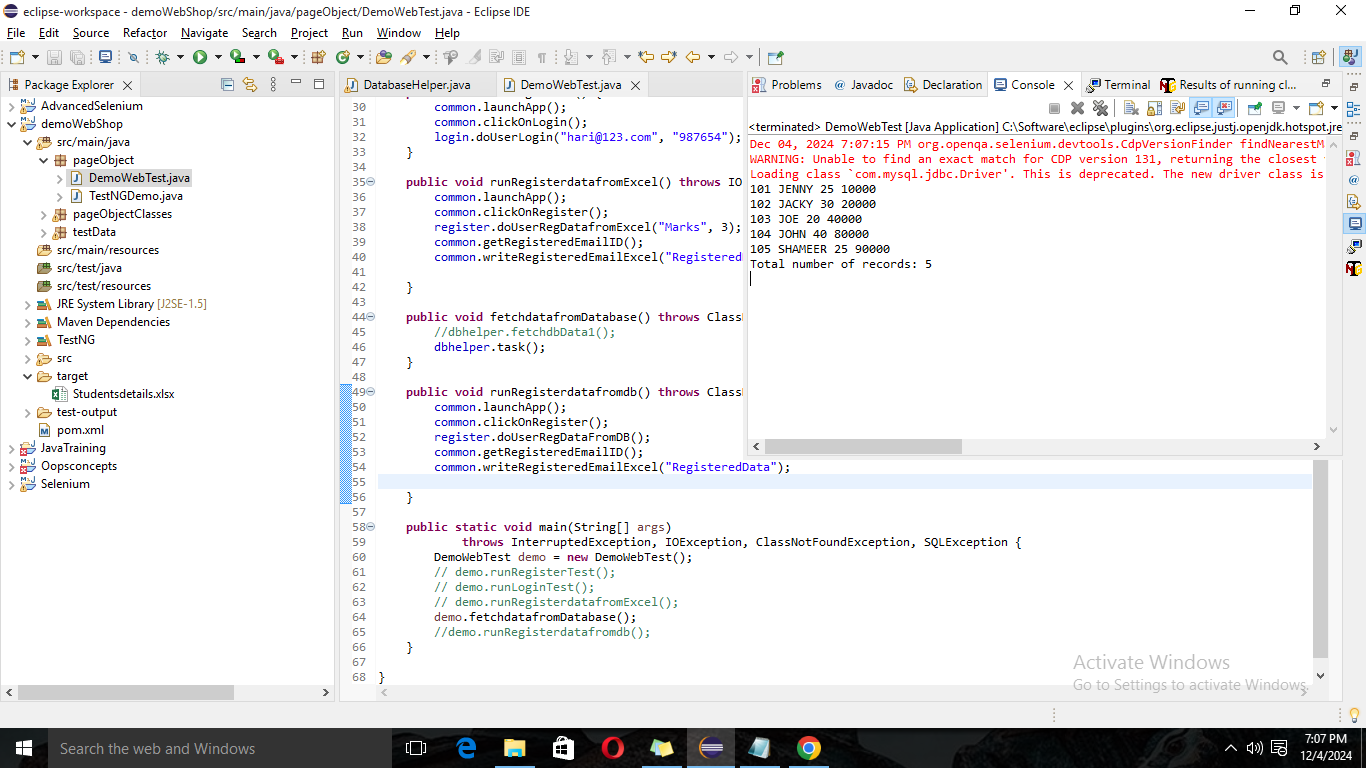 eclipse-workspace - demoWebShop/src/main/java/pageObject/DemoWebTest.java - Eclipse IDE
File Edit Source Refactor Navigate Search Project Run Window Help
Package Explorer
AdvancedSelenium
demoWebShop
src/main/java
pageObject
DemoWebTest.java
TestNGDemo.java
pageObjectClasses
testData
src/main/resources
src/test/java
src/test/resources
JRE System Library [J2SE-1.5]
Maven Dependencies
TestNG
src
target
Studentsdetails.xlsx
test-output
pom.xml
JavaTraining
Oopsconcepts
Selenium
DatabaseHelper.java DemoWebTest.java
30 common.launchApp();
31 common.clickOnLogin();
32 login.doUserLogin("hari@123.com", "987654");
33 }
34
35 public void runRegisterdatafromExcel() throws IO
36 common.launchApp();
37 common.clickOnRegister();
38 register.doUserRegDatafromExcel("Marks", 3);
39 common.getRegisteredEmailID();
40 common.writeRegisteredEmailExcel("Registered
41
42 }
43
44 public void fetchdatafromDatabase() throws Class
45 //dbhelper.fetchdbData1();
46 dbhelper.task();
47 }
48
49 public void runRegisterdatafromdb() throws Class
50 common.launchApp();
51 common.clickOnRegister();
52 register.doUserRegDataFromDB();
53 common.getRegisteredEmailID();
54 common.writeRegisteredEmailExcel("RegisteredData");
55
56 }
57
58 public static void main(String[] args)
59 throws InterruptedException, IOException, ClassNotFoundException, SQLException {
60 DemoWebTest demo = new DemoWebTest();
61 // demo.runRegisterTest();
62 // demo.runLoginTest();
63 // demo.runRegisterdatafromExcel();
64 demo.fetchdatafromDatabase();
65 //demo.runRegisterdatafromdb();
66 }
67
68 }
Problems Javadoc Declaration Console Terminal Results of running cl...
<terminated> DemoWebTest [Java Application] C:\Software\eclipse\plugins\org.eclipse.justj.openjdk.hotspot.jre
Dec 04, 2024 7:07:15 PM org.openqa.selenium.devtools.CdpVersionFinder findNearestM
WARNING: Unable to find an exact match for CDP version 131, returning the closest
Loading class `com.mysql.jdbc.Driver'. This is deprecated. The new driver class is
101 JENNY 25 10000
102 JACKY 30 20000
103 JOE 20 40000
104 JOHN 40 80000
105 SHAMEER 25 90000
Total number of records: 5
Activate Windows
Go to Settings to activate Windows.
Search the web and Windows
7:07 PM
12/4/2024